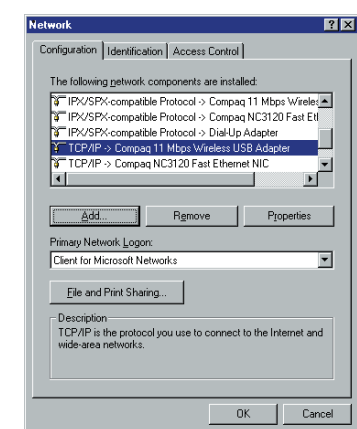 Network
Configuration Identification Access Control
The following network components are installed:
IPX/SPX-compatible Protocol -> Compaq 11 Mbps Wireles
IPX/SPX-compatible Protocol -> Compaq NC3120 Fast Etl
IPX/SPX-compatible Protocol -> Dial-Up Adapter
TCP/IP -> Compaq 11 Mbps Wireless USB Adapter
TCP/IP -> Compaq NC3120 Fast Ethernet NIC
Add... Remove Properties
Primary Network Logon:
Client for Microsoft Networks
File and Print Sharing...
Description
TCP/IP is the protocol you use to connect to the Internet and
wide-area networks.
OK Cancel